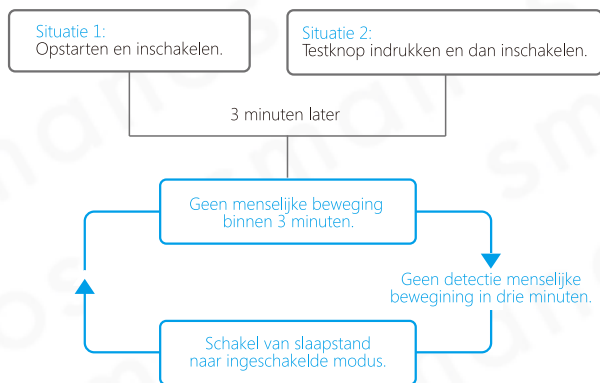 Situatie 1:
Opstarten en inschakelen.
Situatie 2:
Testknop indrukken en dan inschakelen.
3 minuten later
Geen menselijke beweging
binnen 3 minuten.
Geen detectie menselijke
bewegining in drie minuten.
Schakel van slaapstand
naar ingeschakelde modus.